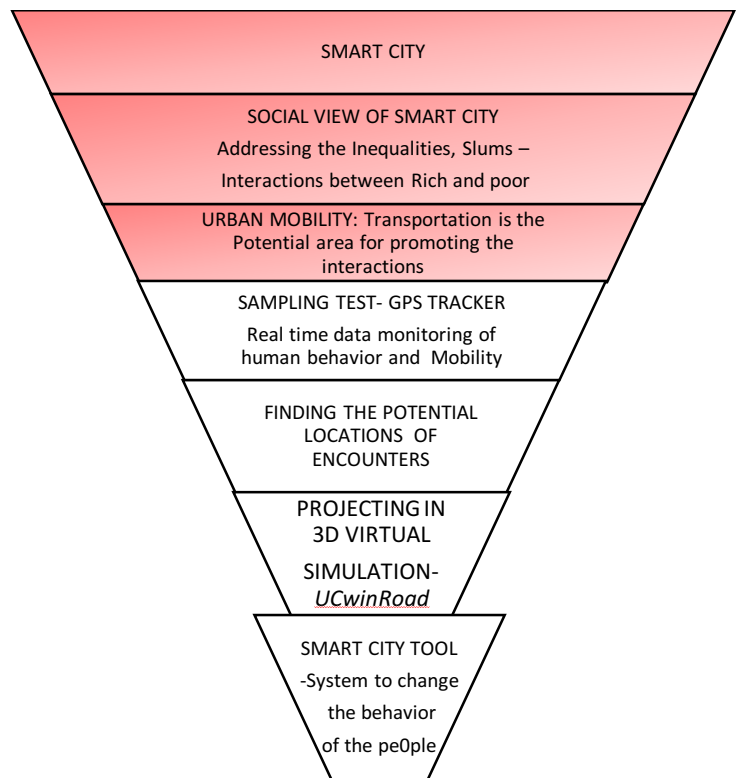 SMART CITY
SOCIAL VIEW OF SMART CITY
Addressing the Inequalities, Slums –
Interactions between Rich and poor
URBAN MOBILITY: Transportation is the
Potential area for promoting the
interactions
SAMPLING TEST- GPS TRACKER
Real time data monitoring of
human behavior and Mobility
FINDING THE POTENTIAL
LOCATIONS OF
ENCOUNTERS
PROJECTING IN
3D VIRTUAL
SIMULATION-
UCwinRoad
SMART CITY TOOL
-System to change
the behavior
of the pe0ple